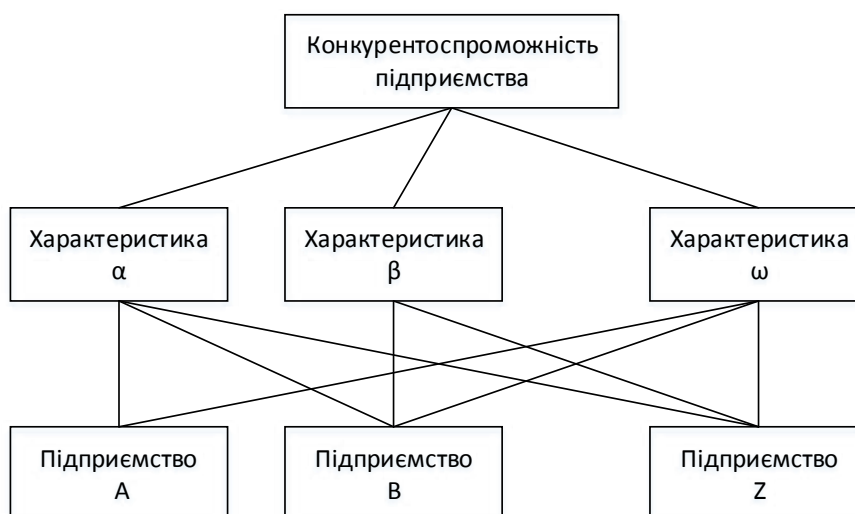 Конкурентоспроможність
підприємства
Характеристика
α
Характеристика
β
Характеристика
ω
Підприємство
A
Підприємство
B
Підприємство
Z